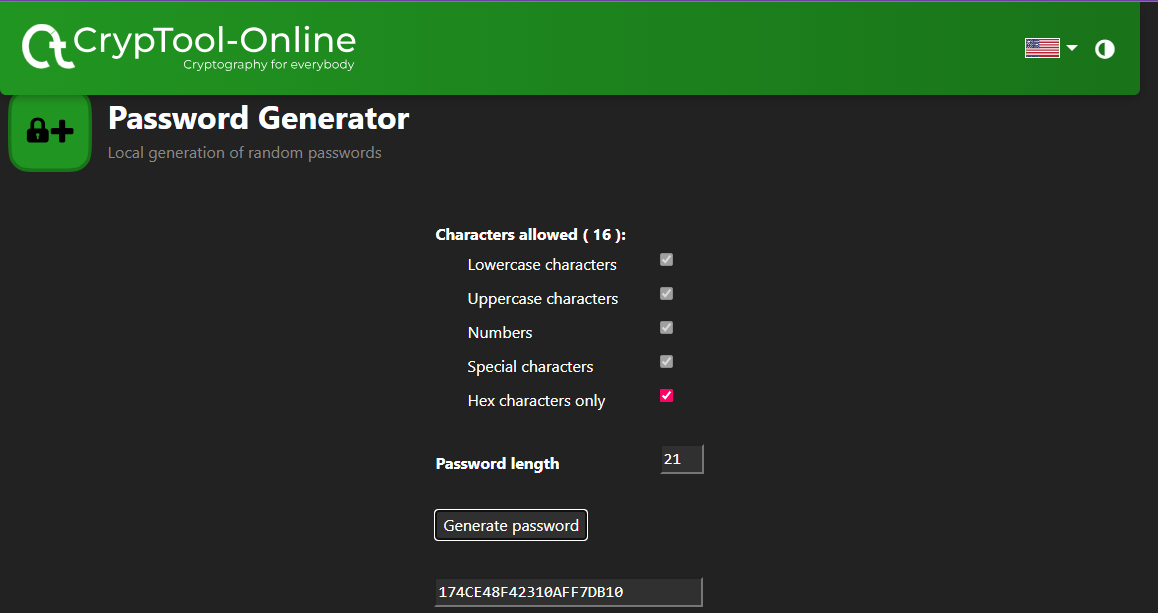 CrypTool-Online
Cryptography for everybody
Password Generator
Local generation of random passwords
Characters allowed ( 16 ):
Lowercase characters
Uppercase characters
Numbers
Special characters
Hex characters only
Password length 21
Generate password
174CE48F42310AFF7DB10